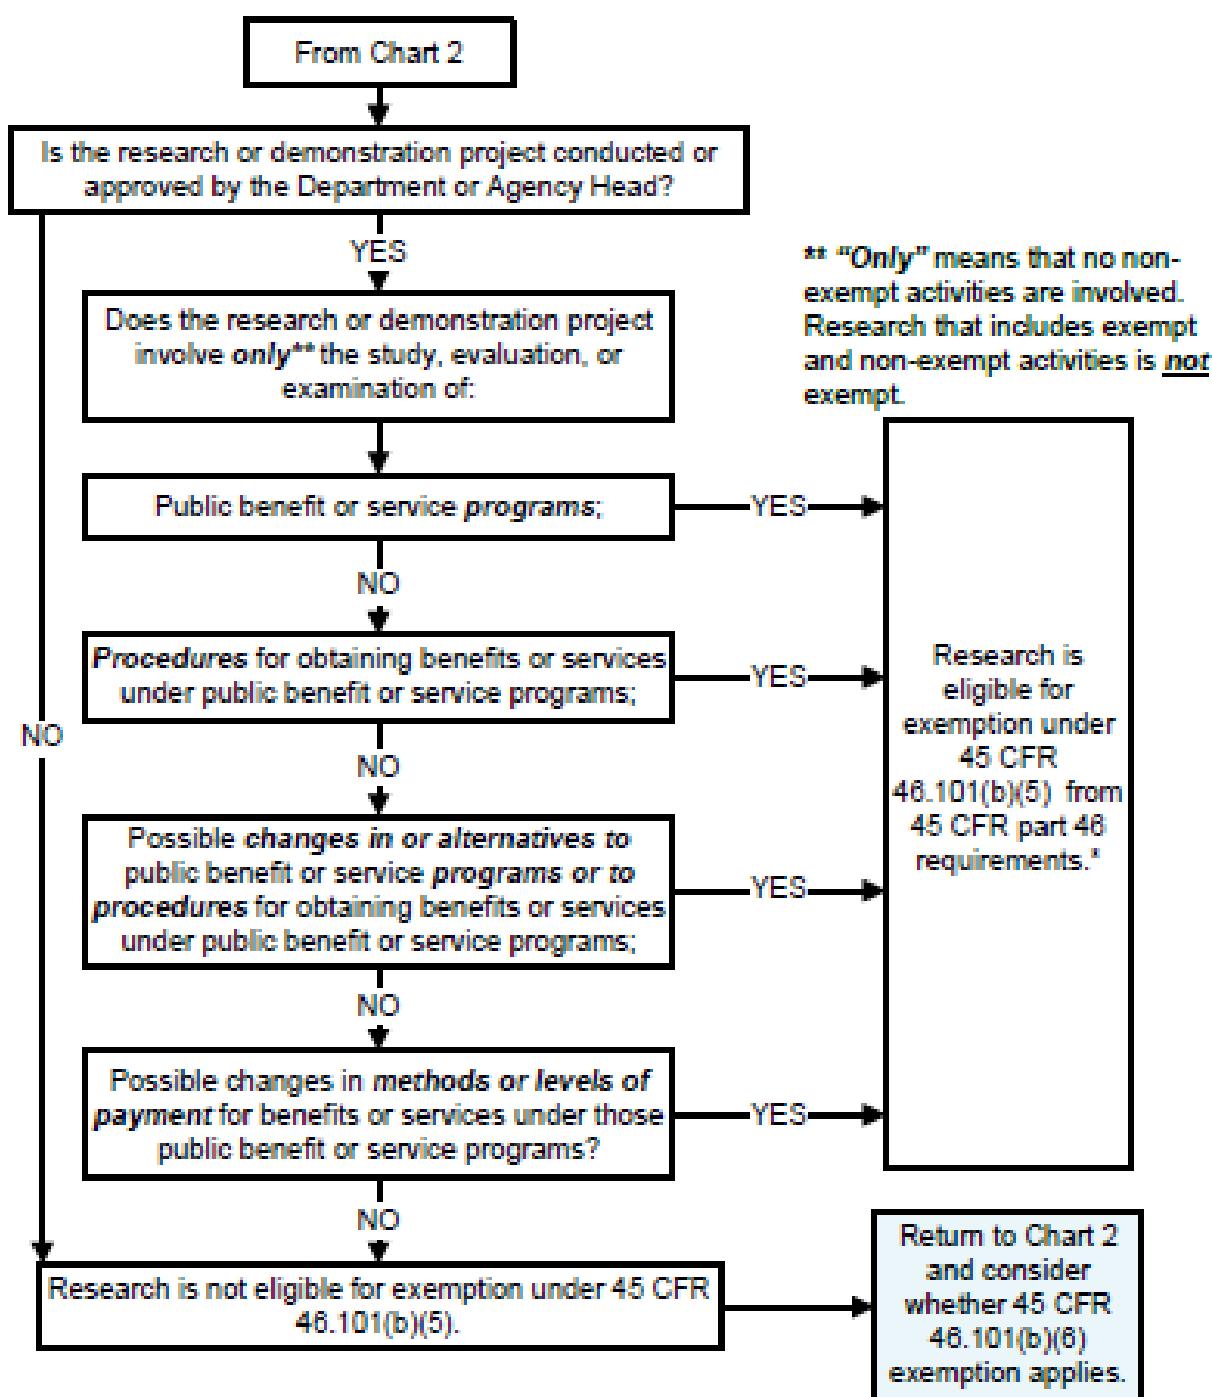 From Chart 2
Is the research or demonstration project conducted or
approved by the Department or Agency Head?
YES
** "Only" means that no non-
exempt activities are involved.
Research that includes exempt
and non-exempt activities is not
exempt.
Does the research or demonstration project
involve only** the study, evaluation, or
examination of:
Public benefit or service programs;
YES
NO
Procedures for obtaining benefits or services
under public benefit or service programs;
YES
NO
NO
Possible changes in or alternatives to
public benefit or service programs or to
procedures for obtaining benefits or services
under public benefit or service programs;
YES
NO
Possible changes in methods or levels of
payment for benefits or services under those
public benefit or service programs?
YES
NO
Research is
eligible for
exemption under
45 CFR
46.101(b)(5) from
45 CFR part 46
requirements.*
Research is not eligible for exemption under 45 CFR
46.101(b)(5).
Return to Chart 2
and consider
whether 45 CFR
46.101(b)(6)
exemption applies.